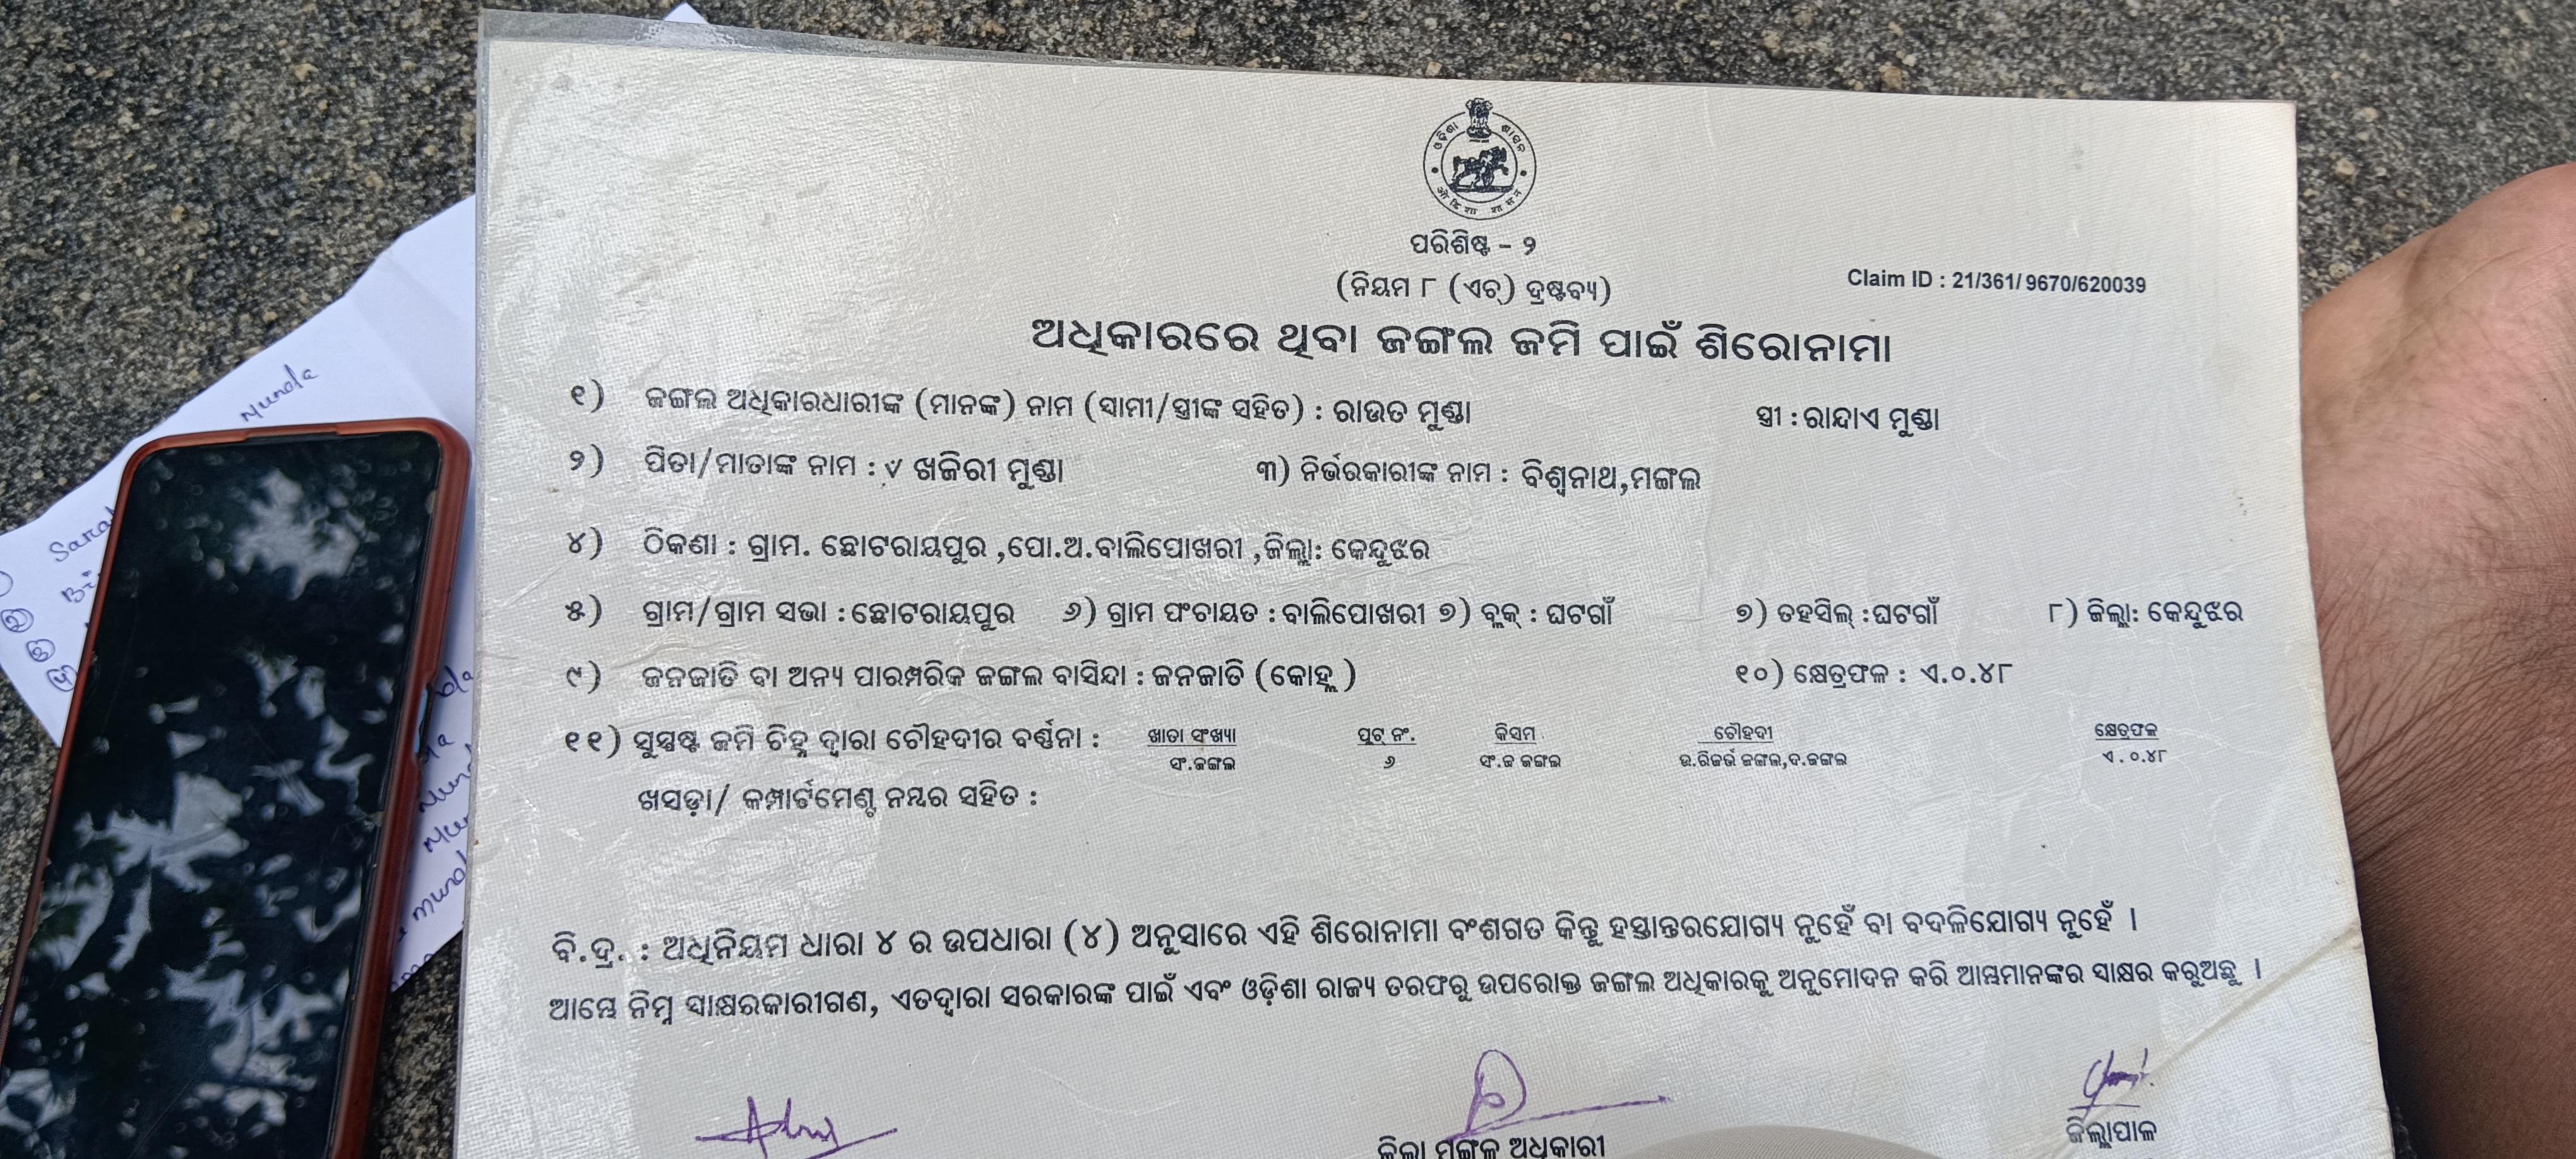 ଓଡ଼ିଶା ଶାସନ
ओडिशा शासन
ପରିଶିଷ୍ଟ - ୨
(ନିୟମ ୮ (ଏଚ୍) ଦ୍ରଷ୍ଟବ୍ୟ)
Claim ID : 21/361/ 9670/620039
ଅଧିକାରରେ ଥିବା ଜଙ୍ଗଲ ଜମି ପାଇଁ ଶିରୋନାମା
୧) ଜଙ୍ଗଲ ଅଧିକାରଧାରୀଙ୍କ (ମାନଙ୍କ) ନାମ (ସ୍ୱାମୀ/ସ୍ତ୍ରୀଙ୍କ ସହିତ) : ରାଉତ ମୁଣ୍ଡା ସ୍ତ୍ରୀ : ରାନ୍ଦାଏ ମୁଣ୍ଡା
୨) ପିତା/ମାତାଙ୍କ ନାମ : ଖଜିରୀ ମୁଣ୍ଡା ୩) ନିର୍ଭରକାରୀଙ୍କ ନାମ : ବିଶ୍ୱନାଥ,ମଙ୍ଗଲ
୪) ଠିକଣା : ଗ୍ରାମ. ଛୋଟରାୟପୁର ,ପୋ.ଅ.ବାଲିପୋଖରୀ ,ଜିଲ୍ଲା: କେନ୍ଦୁଝର
୫) ଗ୍ରାମ/ଗ୍ରାମ ସଭା : ଛୋଟରାୟପୁର ୬) ଗ୍ରାମ ପଂଚାୟତ : ବାଲିପୋଖରୀ ୭) ବ୍ଲକ୍ : ଘଟଗାଁ ୭) ତହସିଲ୍ : ଘଟଗାଁ ୮) ଜିଲ୍ଲା: କେନ୍ଦୁଝର
୯) ଜନଜାତି ବା ଅନ୍ୟ ପାରମ୍ପରିକ ଜଙ୍ଗଲ ବାସିନ୍ଦା : ଜନଜାତି (କୋହ୍ଲ ) ୧୦) କ୍ଷେତ୍ରଫଳ : ଏ.୦.୪୮
୧୧) ସୁସ୍ପଷ୍ଟ ଜମି ଚିହ୍ନ ଦ୍ୱାରା ଚୌହଦୀର ବର୍ଣ୍ଣନା : ଖାତା ସଂଖ୍ୟା ପ୍ଲଟ୍ ନଂ. କିସମ ଚୌହଦୀ କ୍ଷେତ୍ରଫଳ
ସଂ.ଜଙ୍ଗଲ ୬ ସଂ.ଜ ଜଙ୍ଗଲ ଉ.ରିଜର୍ଭ ଜଙ୍ଗଲ,ଦ.ଜଙ୍ଗଲ ଏ . ୦.୪୮
ଖସଡ଼ା/ କମ୍ପାର୍ଟମେଣ୍ଟ ନମ୍ବର ସହିତ :
ବି.ଦ୍ର. : ଅଧିନିୟମ ଧାରା ୪ ର ଉପଧାରା (୪) ଅନୁସାରେ ଏହି ଶିରୋନାମା ବଂଶଗତ କିନ୍ତୁ ହସ୍ତାନ୍ତରଯୋଗ୍ୟ ନୁହେଁ ବା ବଦଳିଯୋଗ୍ୟ ନୁହେଁ ।
ଆମ୍ଭେ ନିମ୍ନ ସାକ୍ଷରକାରୀଗଣ, ଏତଦ୍ୱାରା ସରକାରଙ୍କ ପାଇଁ ଏବଂ ଓଡ଼ିଶା ରାଜ୍ୟ ତରଫରୁ ଉପରୋକ୍ତ ଜଙ୍ଗଲ ଅଧିକାରକୁ ଅନୁମୋଦନ କରି ଆମ୍ଭମାନଙ୍କର ସାକ୍ଷର କରୁଅଛୁ ।
ଜିଲ୍ଲା ମଙ୍ଗଳ ଅଧିକାରୀ
ଜିଲ୍ଲାପାଳ
Munda